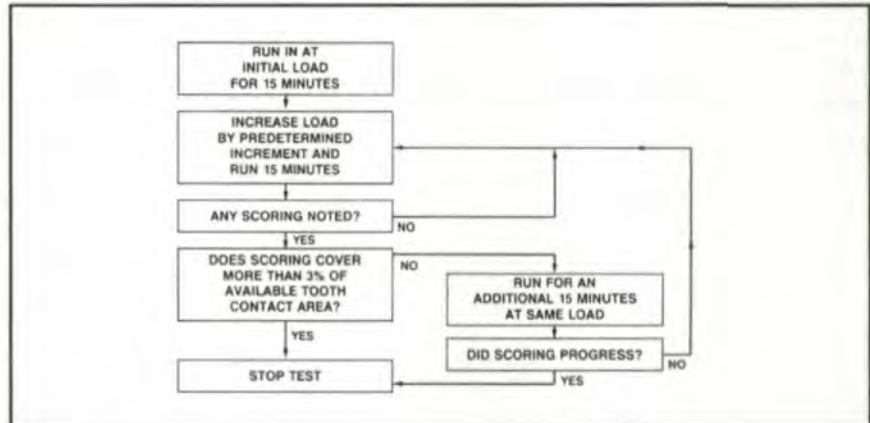 RUN IN AT
INITIAL LOAD
FOR 15 MINUTES
INCREASE LOAD
BY PREDETERMINED
INCREMENT AND
RUN 15 MINUTES
ANY SCORING NOTED?
NO
YES
DOES SCORING COVER
MORE THAN 3% OF
AVAILABLE TOOTH
CONTACT AREA?
NO
RUN FOR AN
ADDITIONAL 15 MINUTES
AT SAME LOAD
YES
DID SCORING PROGRESS?
NO
YES
STOP TEST